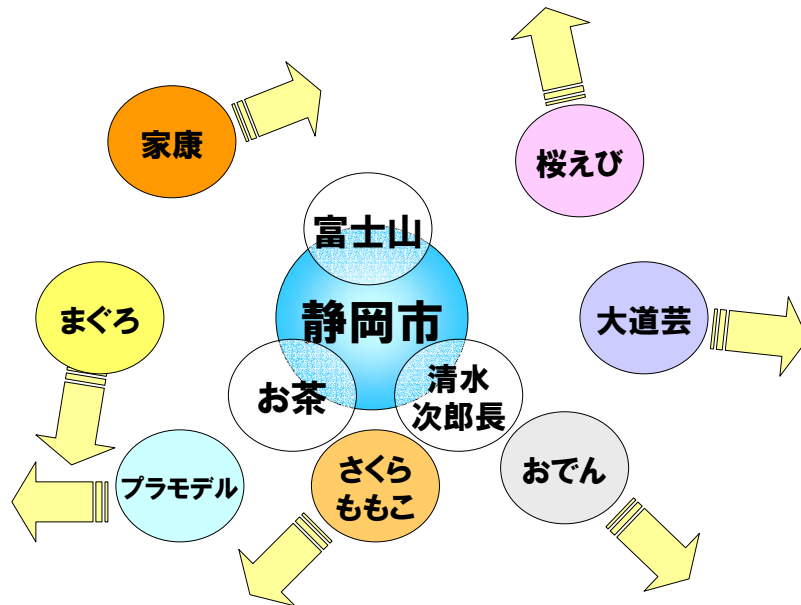 家康
桜えび
富士山
まぐろ
静岡市
大道芸
お茶
清水
次郎長
プラモデル
さくら
ももこ
おでん